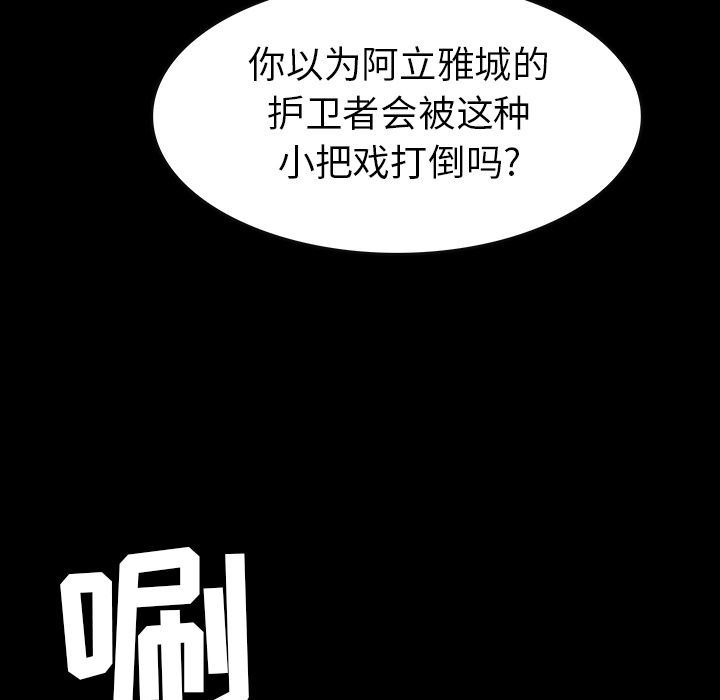 你以为阿立雅城的
护卫者会被这种
小把戏打倒吗?
唰